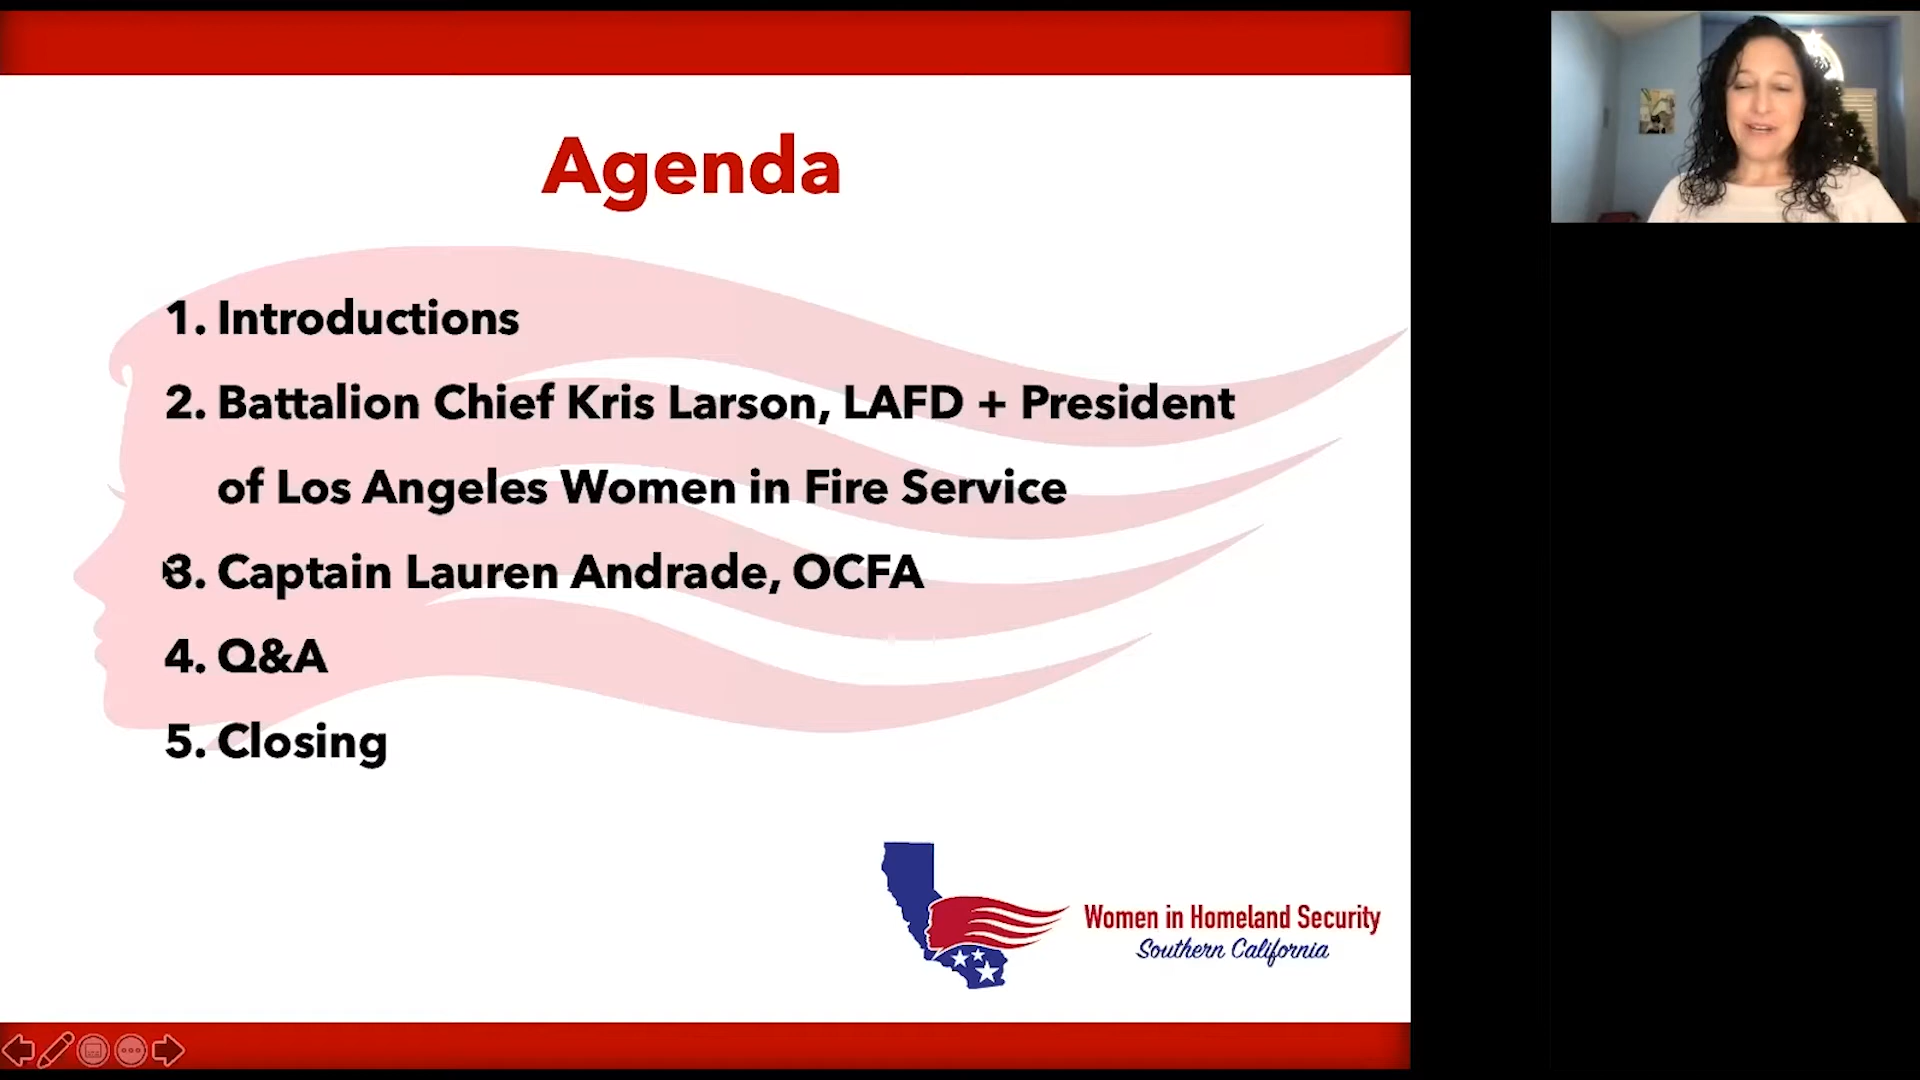 Agenda
1. Introductions
2. Battalion Chief Kris Larson, LAFD + President
of Los Angeles Women in Fire Service
3. Captain Lauren Andrade, OCFA
4. Q&A
5. Closing
Women in Homeland Security
Southern California